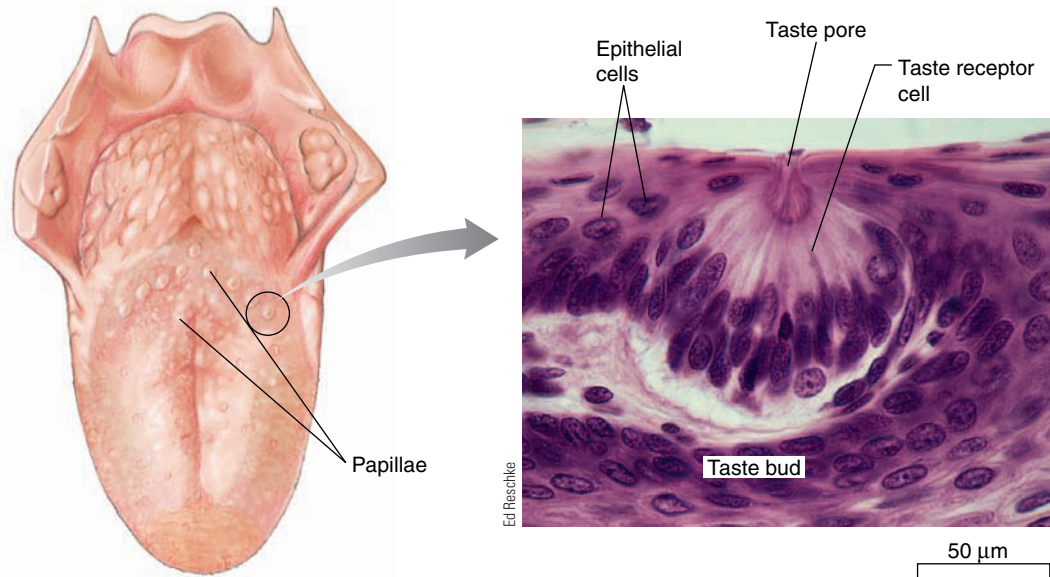 Taste pore
Epithelial
cells
Taste receptor
cell
Papillae
Ed Reschke
Taste bud
50 μm